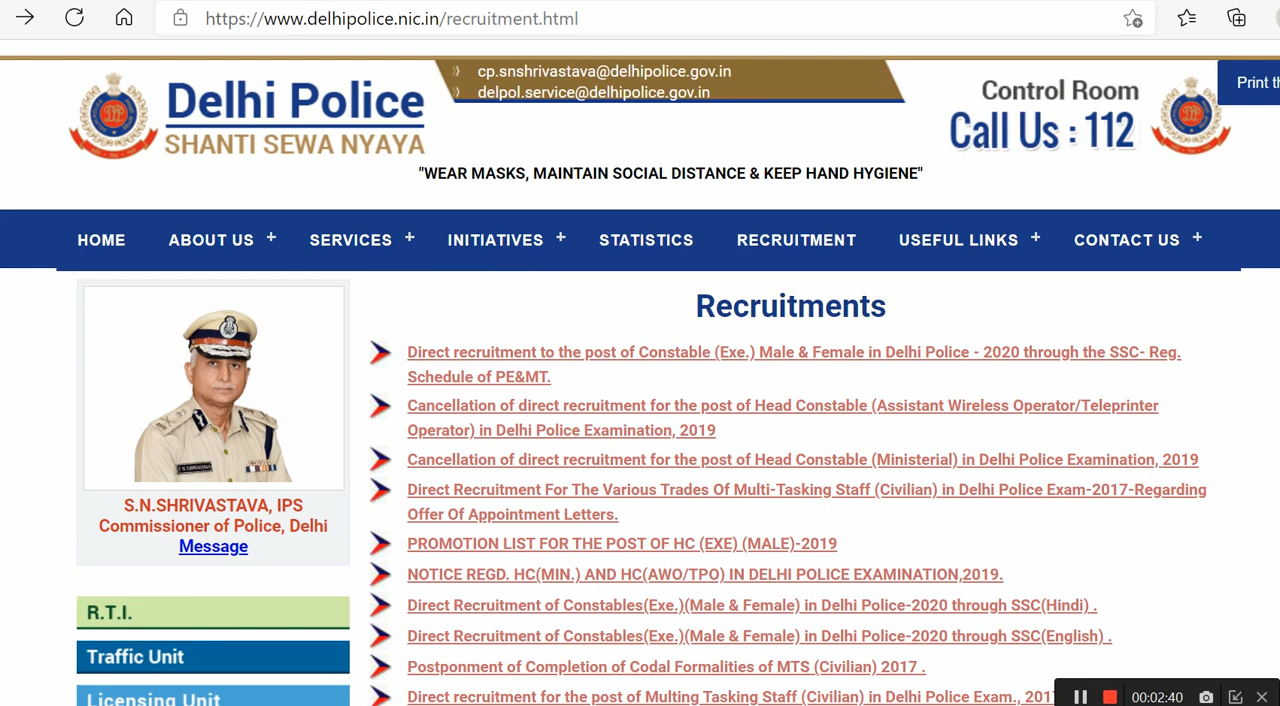 https://www.delhipolice.nic.in/recruitment.html
Delhi Police
SHANTI SEWA NYAYA
cp.snshrivastava@delhipolice.gov.in
delpol.service@delhipolice.gov.in
Control Room
Call Us : 112
Print th
"WEAR MASKS, MAINTAIN SOCIAL DISTANCE & KEEP HAND HYGIENE"
HOME ABOUT US + SERVICES + INITIATIVES + STATISTICS RECRUITMENT USEFUL LINKS + CONTACT US +
S.N.SHRIVASTAVA, IPS
Commissioner of Police, Delhi
Message
R.T.I.
Traffic Unit
Licensing Unit
Recruitments
Direct recruitment to the post of Constable (Exe.) Male & Female in Delhi Police - 2020 through the SSC- Reg.
Schedule of PE&MT.
Cancellation of direct recruitment for the post of Head Constable (Assistant Wireless Operator/Teleprinter
Operator) in Delhi Police Examination, 2019
Cancellation of direct recruitment for the post of Head Constable (Ministerial) in Delhi Police Examination, 2019
Direct Recruitment For The Various Trades Of Multi-Tasking Staff (Civilian) in Delhi Police Exam-2017-Regarding
Offer Of Appointment Letters.
PROMOTION LIST FOR THE POST OF HC (EXE) (MALE)-2019
NOTICE REGD. HC(MIN.) AND HC(AWO/TPO) IN DELHI POLICE EXAMINATION,2019.
Direct Recruitment of Constables(Exe.)(Male & Female) in Delhi Police-2020 through SSC(Hindi) .
Direct Recruitment of Constables(Exe.)(Male & Female) in Delhi Police-2020 through SSC(English) .
Postponment of Completion of Codal Formalities of MTS (Civilian) 2017 .
Direct recruitment for the post of Multing Tasking Staff (Civilian) in Delhi Police Exam., 2017
00:02:40